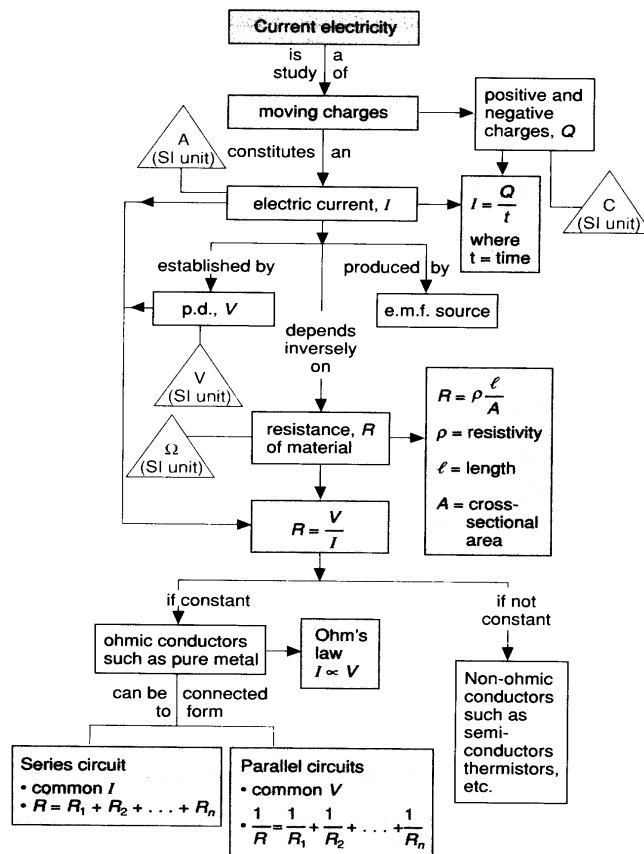 Current electricity
is a
study of
moving charges
positive and
negative
charges, Q
A
(SI unit)
constitutes an
electric current, I
I = Q/t
where
t = time
C
(SI unit)
established by
produced by
p.d., V
e.m.f. source
V
(SI unit)
depends
inversely
on
resistance, R
of material
Ω
(SI unit)
R = ρ ℓ/A
ρ = resistivity
ℓ = length
A = cross-
sectional
area
R = V/I
if constant
if not
constant
ohmic conductors
such as pure metal
Ohm's
law
I ∝ V
Non-ohmic
conductors
such as
semi-
conductors
thermistors,
etc.
can be connected
to form
Series circuit
• common I
• R = R₁ + R₂ + . . . + Rₙ
Parallel circuits
• common V
• 1/R = 1/R₁ + 1/R₂ + . . . + 1/Rₙ